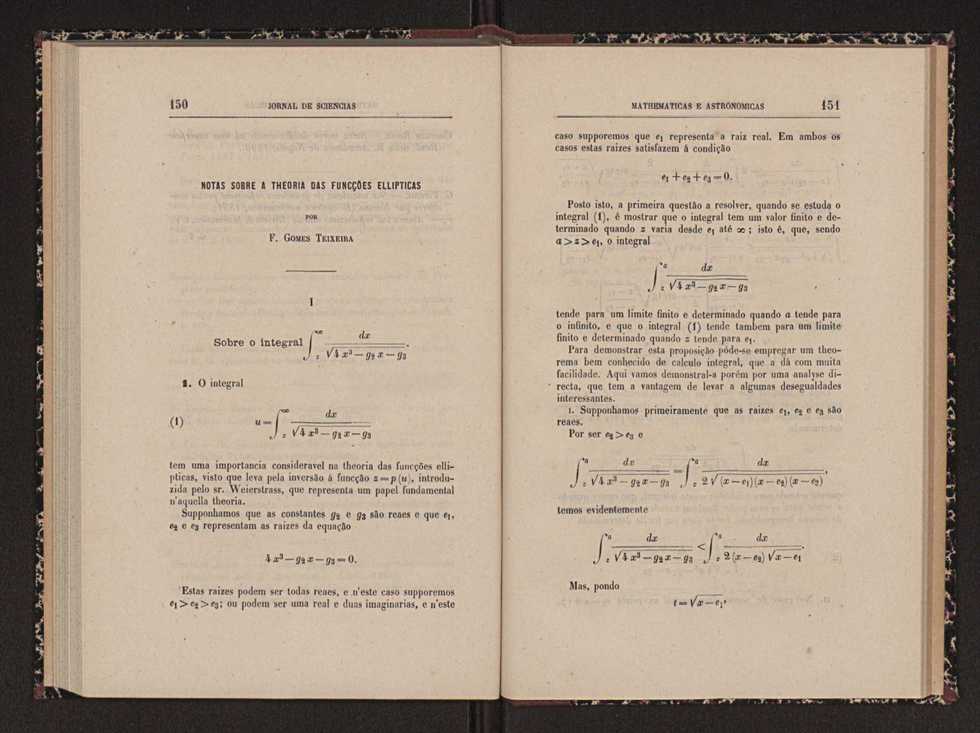 150 JORNAL DE SCIENCIAS
NOTAS SOBRE A THEORIA DAS FUNCÇÕES ELLIPTICAS
POR
F. GOMES TEIXEIRA
I
Sobre o integral ∫_z^∞ dx / √(4x³ − g₂x − g₃).
1. O integral
(1) u = ∫_z^∞ dx / √(4x³ − g₂x − g₃)
tem uma importancia consideravel na theoria das funcções elli-
pticas, visto que leva pela inversão á funcção z = p (u), introdu-
zida pelo sr. Weierstrass, que representa um papel fundamental
n'aquella theoria.
Supponhamos que as constantes g₂ e g₃ são reaes e que e₁,
e₂ e e₃ representam as raizes da equação
4x³ − g₂x − g₃ = 0.
Estas raizes podem ser todas reaes, e n'este caso supporemos
e₁ > e₂ > e₃; ou podem ser uma real e duas imaginarias, e n'este
MATHEMATICAS E ASTRONOMICAS 151
caso supporemos que e₁ representa a raiz real. Em ambos os
casos estas raizes satisfazem á condição
e₁ + e₂ + e₃ = 0.
Posto isto, a primeira questão a resolver, quando se estuda o
integral (1), é mostrar que o integral tem um valor finito e de-
terminado quando z varia desde e₁ até ∞; isto é, que, sendo
a > z > e₁, o integral
∫_z^a dx / √(4x³ − g₂x − g₃)
tende para um limite finito e determinado quando a tende para
o infinito, e que o integral (1) tende tambem para um limite
finito e determinado quando z tende para e₁.
Para demonstrar esta proposição póde-se empregar um theo-
rema bem conhecido de calculo integral, que a dá com muita
facilidade. Aqui vamos demonstral-a porém por uma analyse di-
recta, que tem a vantagem de levar a algumas desegualdades
interessantes.
I. Supponhamos primeiramente que as raizes e₁, e₂ e e₃ são
reaes.
Por ser e₂ > e₃ e
∫_z^a dx / √(4x³ − g₂x − g₃) = ∫_z^a dx / 2√((x − e₁)(x − e₂)(x − e₃)),
temos evidentemente
∫_z^a dx / √(4x³ − g₂x − g₃) < ∫_z^a dx / 2(x − e₂)√(x − e₁).
Mas, pondo
t = √(x − e₁),